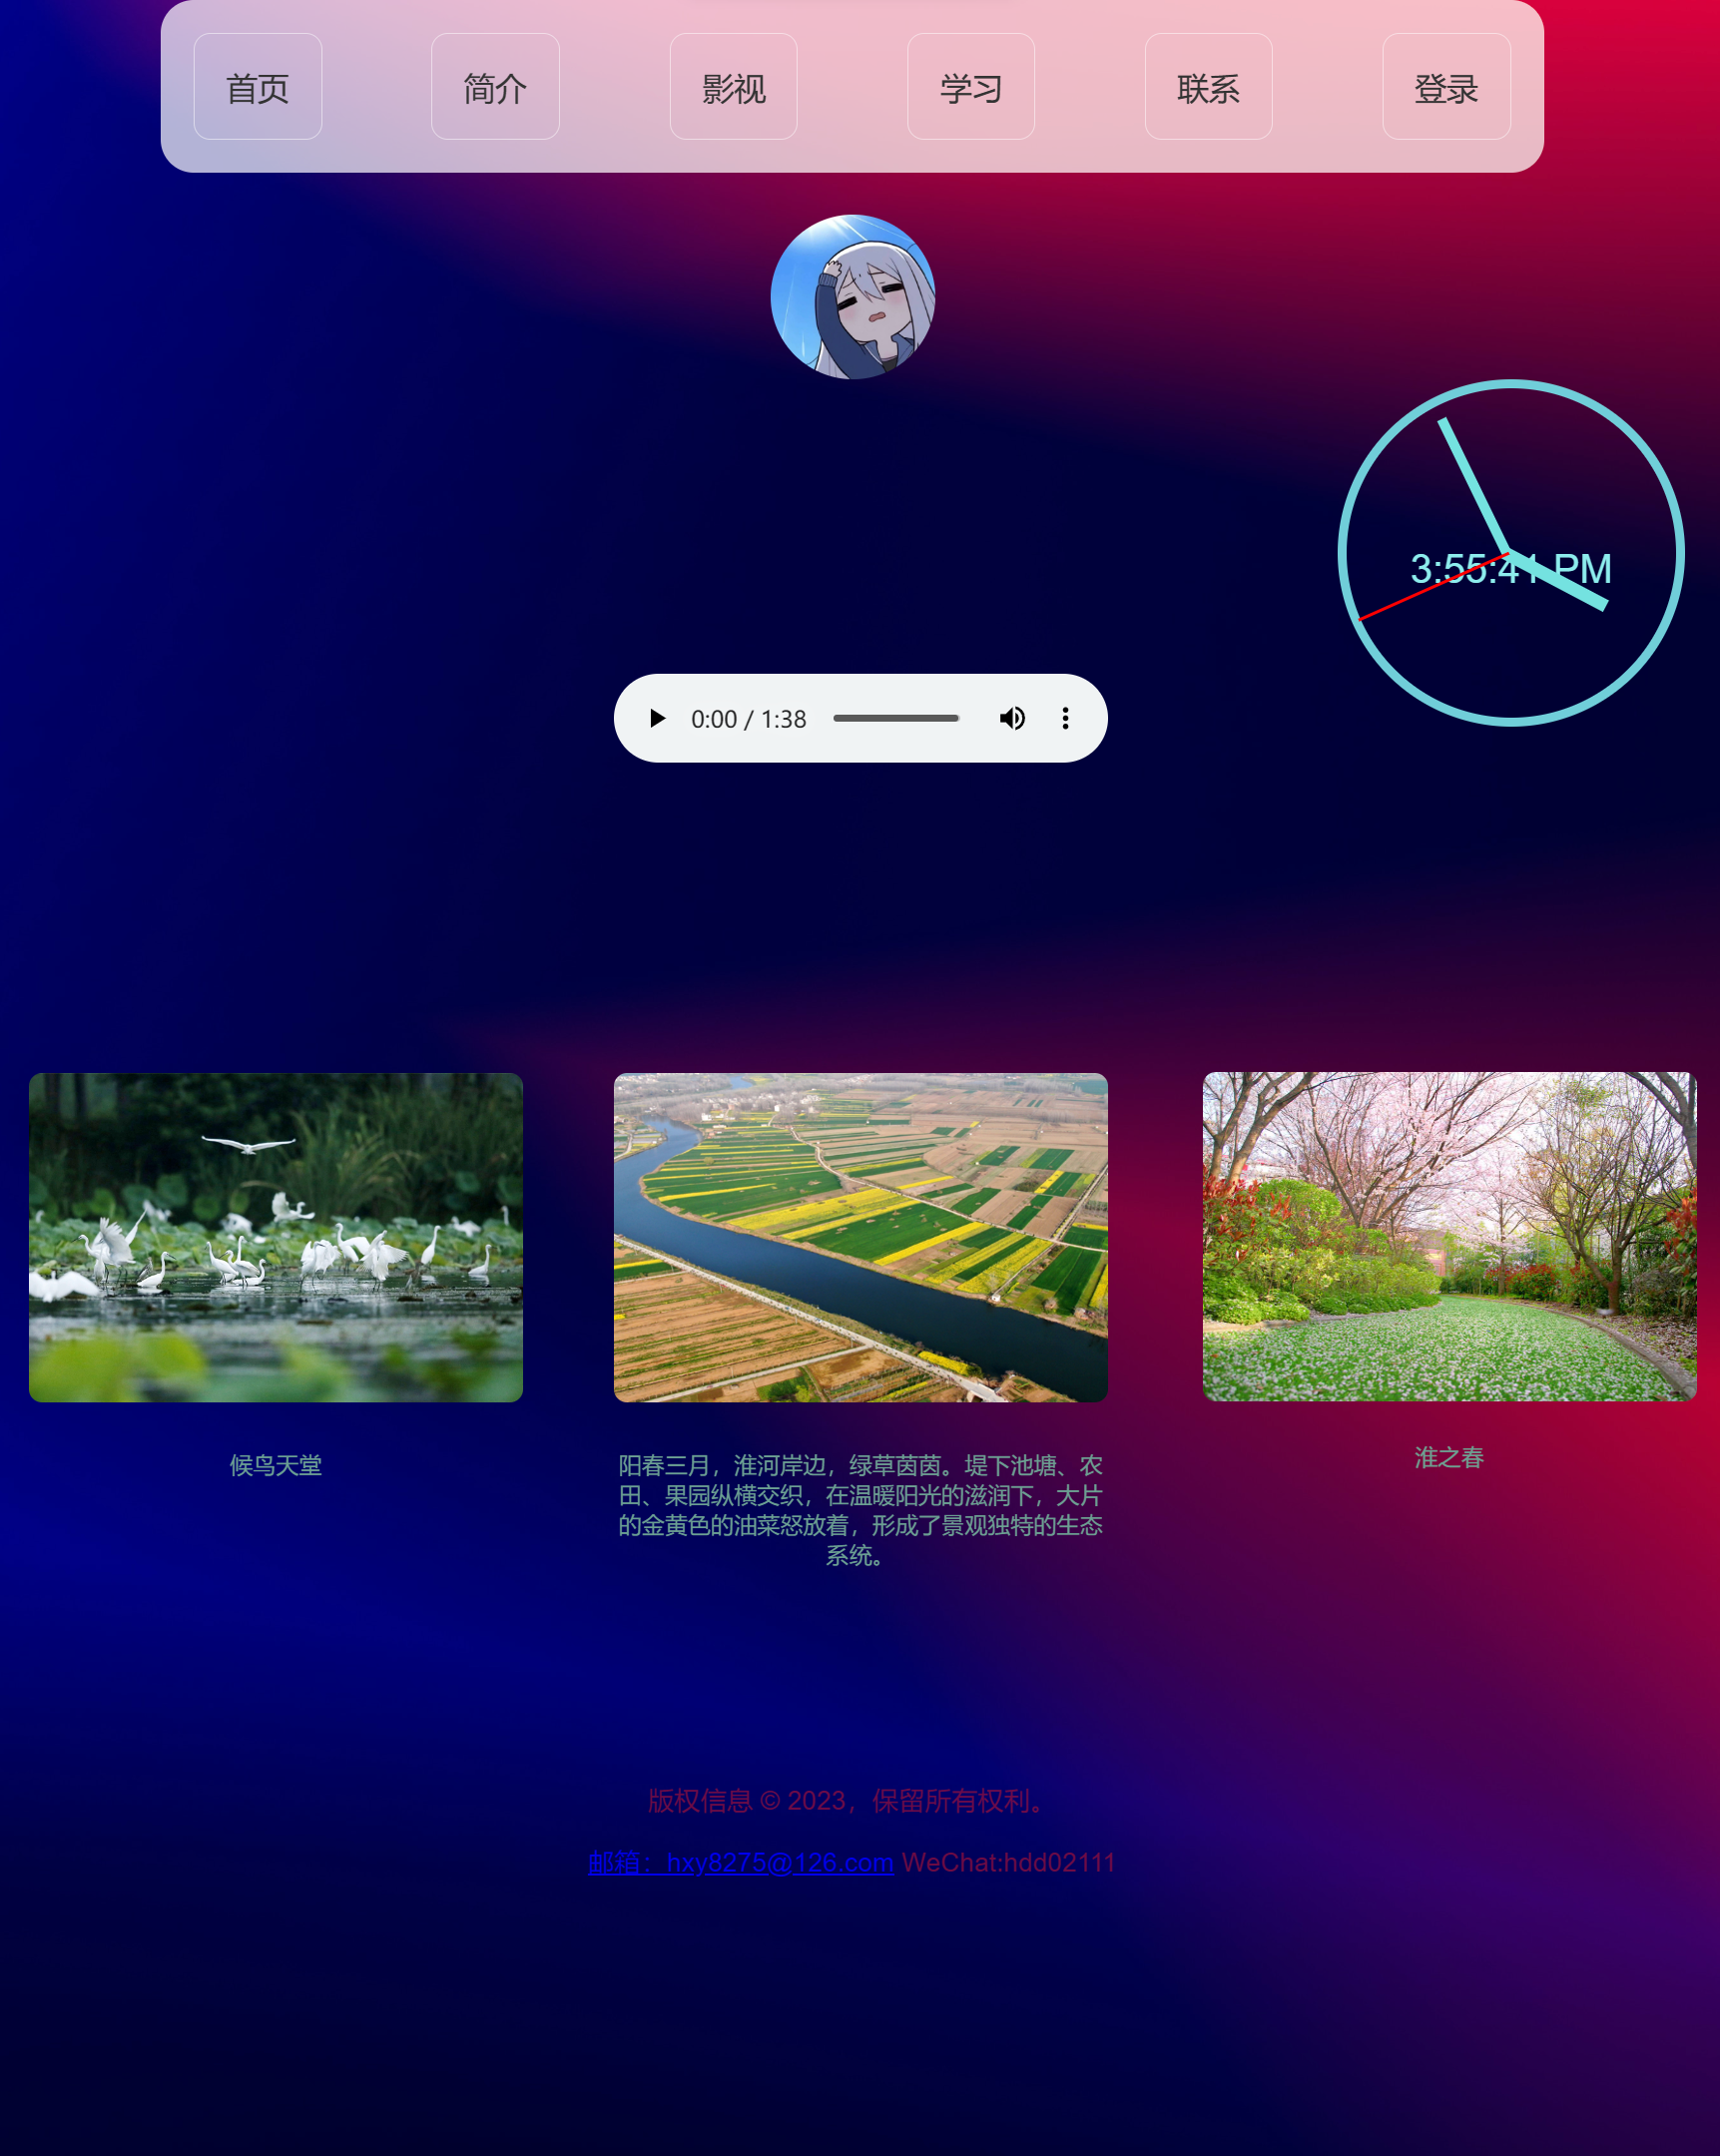 首页 简介 影视 学习 联系 登录
3:55:41 PM
0:00 / 1:38
候鸟天堂
阳春三月，淮河岸边，绿草茵茵。堤下池塘、农
田、果园纵横交织，在温暖阳光的滋润下，大片
的金黄色的油菜怒放着，形成了景观独特的生态
系统。
淮之春
版权信息 © 2023，保留所有权利。
邮箱：hxy8275@126.com WeChat:hdd02111